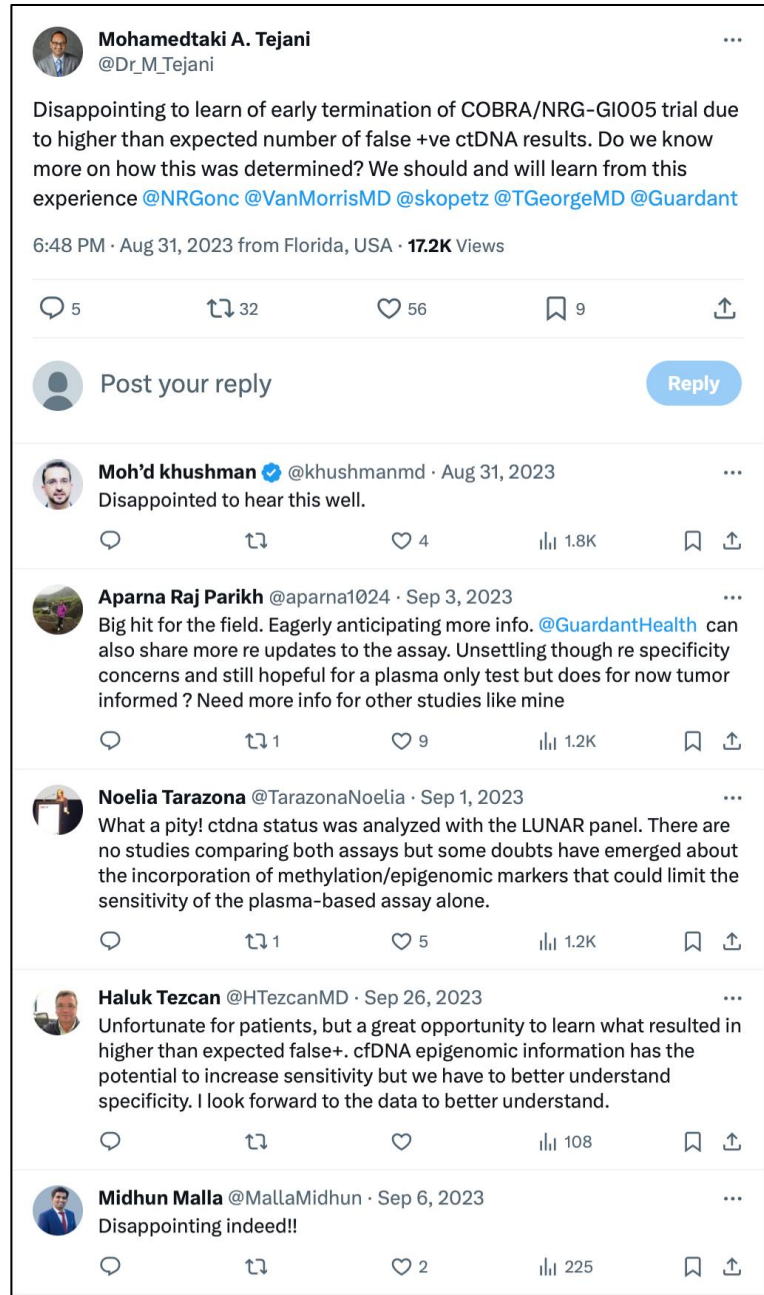 Mohamedtaki A. Tejani
@Dr_M_Tejani
Disappointing to learn of early termination of COBRA/NRG-GI005 trial due
to higher than expected number of false +ve ctDNA results. Do we know
more on how this was determined? We should and will learn from this
experience @NRGonc @VanMorrisMD @skopetz @TGeorgeMD @Guardant
6:48 PM · Aug 31, 2023 from Florida, USA · 17.2K Views
5 32 56 9
Post your reply
Reply
Moh’d khushman @khushmanmd · Aug 31, 2023
Disappointed to hear this well.
4 1.8K
Aparna Raj Parikh @aparna1024 · Sep 3, 2023
Big hit for the field. Eagerly anticipating more info. @GuardantHealth can
also share more re updates to the assay. Unsettling though re specificity
concerns and still hopeful for a plasma only test but does for now tumor
informed ? Need more info for other studies like mine
1 9 1.2K
Noelia Tarazona @TarazonaNoelia · Sep 1, 2023
What a pity! ctdna status was analyzed with the LUNAR panel. There are
no studies comparing both assays but some doubts have emerged about
the incorporation of methylation/epigenomic markers that could limit the
sensitivity of the plasma-based assay alone.
1 5 1.2K
Haluk Tezcan @HTezcanMD · Sep 26, 2023
Unfortunate for patients, but a great opportunity to learn what resulted in
higher than expected false+. cfDNA epigenomic information has the
potential to increase sensitivity but we have to better understand
specificity. I look forward to the data to better understand.
108
Midhun Malla @MallaMidhun · Sep 6, 2023
Disappointing indeed!!
2 225